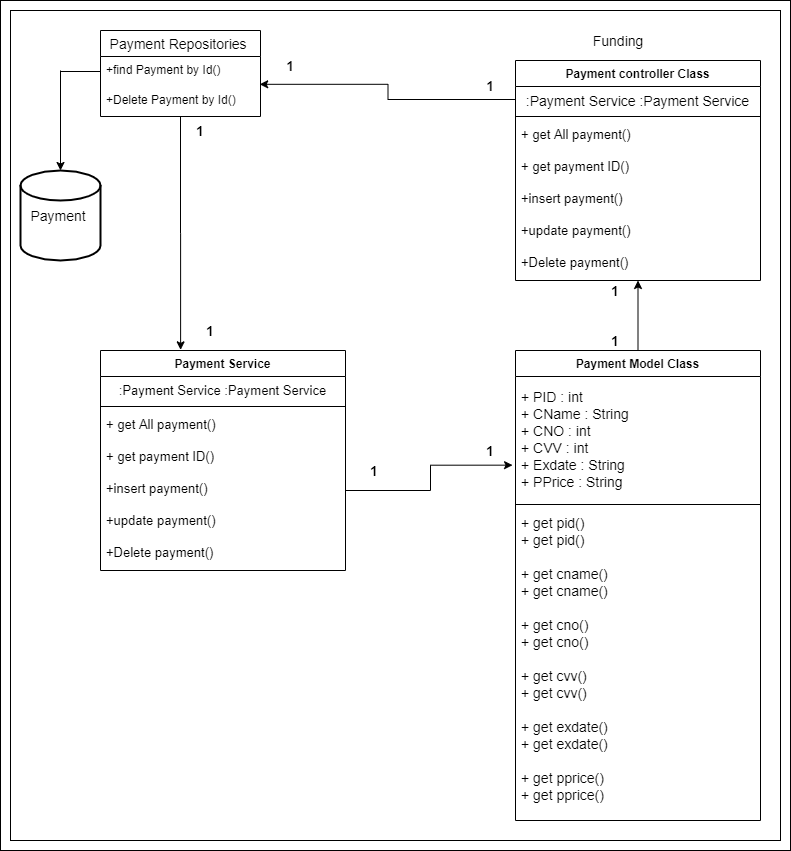 Payment Repositories
+find Payment by Id()
+Delete Payment by Id()
1
1
1
Funding
Payment controller Class
:Payment Service :Payment Service
+ get All payment()
+ get payment ID()
+insert payment()
+update payment()
+Delete payment()
Payment
1
1
1
Payment Service
:Payment Service :Payment Service
+ get All payment()
+ get payment ID()
+insert payment()
+update payment()
+Delete payment()
1
1
Payment Model Class
+ PID : int
+ CName : String
+ CNO : int
+ CVV : int
+ Exdate : String
+ PPrice : String
+ get pid()
+ get pid()
+ get cname()
+ get cname()
+ get cno()
+ get cno()
+ get cvv()
+ get cvv()
+ get exdate()
+ get exdate()
+ get pprice()
+ get pprice()